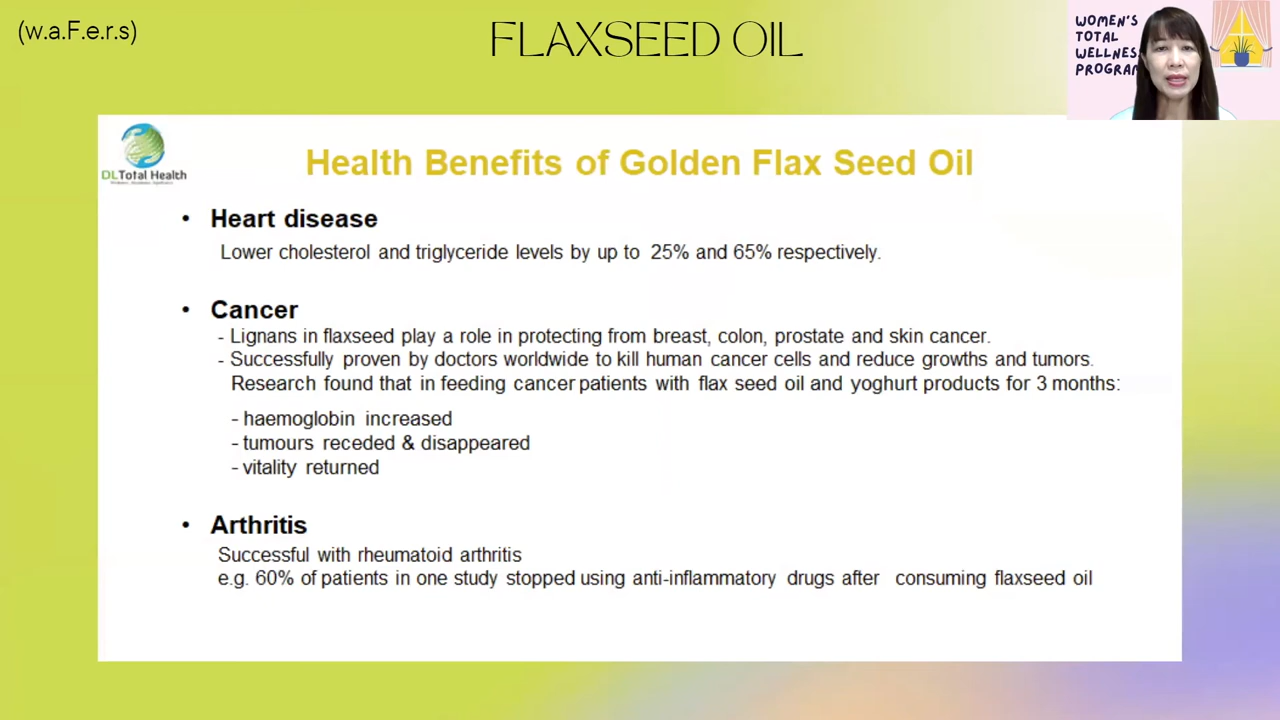 (w.a.F.e.r.s)
FLAXSEED OIL
WOMEN'S
TOTAL
WELLNES
PROGRAM
DLTotal Health
Health Benefits of Golden Flax Seed Oil
• Heart disease
Lower cholesterol and triglyceride levels by up to 25% and 65% respectively.
• Cancer
- Lignans in flaxseed play a role in protecting from breast, colon, prostate and skin cancer.
- Successfully proven by doctors worldwide to kill human cancer cells and reduce growths and tumors.
Research found that in feeding cancer patients with flax seed oil and yoghurt products for 3 months:
- haemoglobin increased
- tumours receded & disappeared
- vitality returned
• Arthritis
Successful with rheumatoid arthritis
e.g. 60% of patients in one study stopped using anti-inflammatory drugs after consuming flaxseed oil